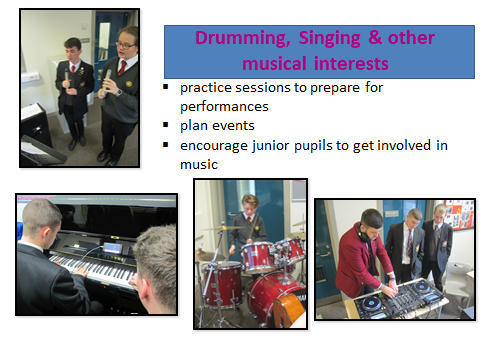 Drumming, Singing & other
musical interests
▪ practice sessions to prepare for
performances
▪ plan events
▪ encourage junior pupils to get involved in
music